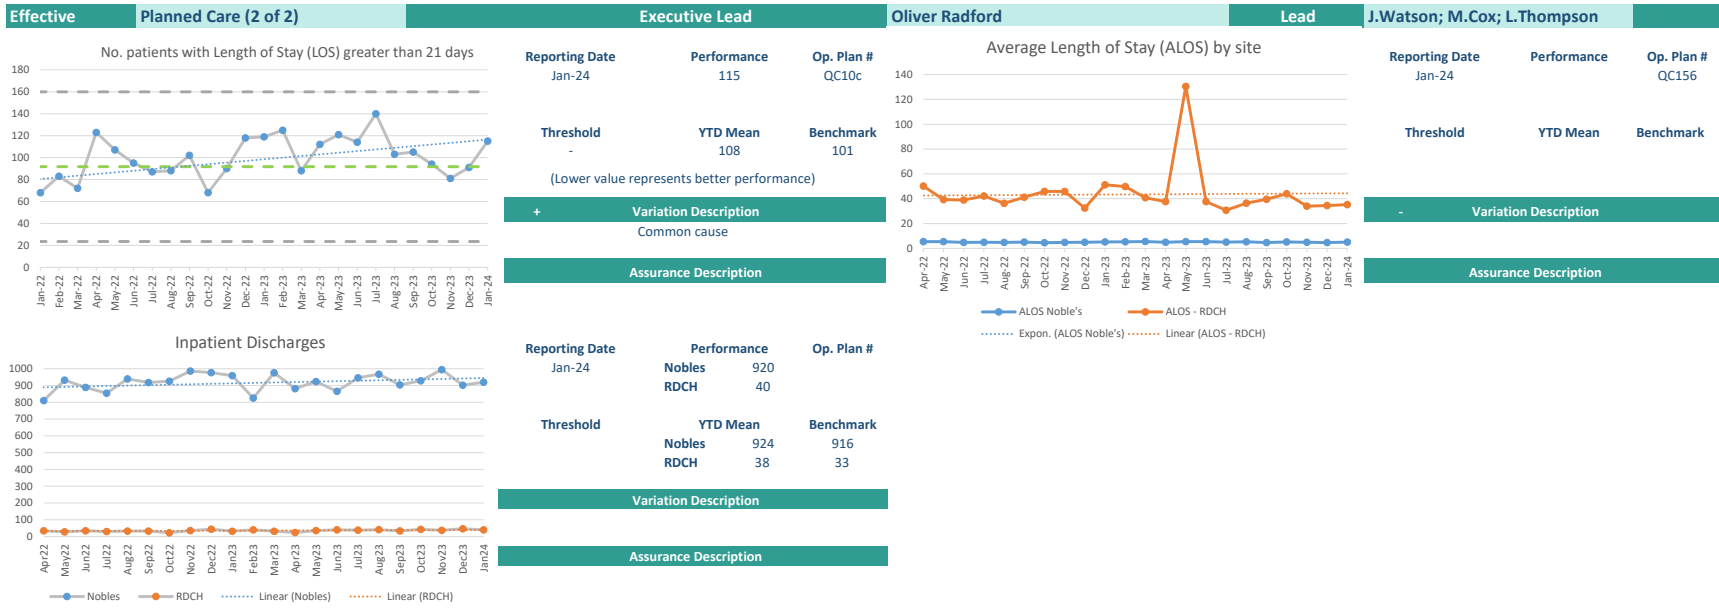 Effective Planned Care (2 of 2) Executive Lead Oliver Radford Lead J.Watson; M.Cox; L.Thompson
No. patients with Length of Stay (LOS) greater than 21 days
180
160
140
120
100
80
60
40
20
0
Jan-22 Feb-22 Mar-22 Apr-22 May-22 Jun-22 Jul-22 Aug-22 Sep-22 Oct-22 Nov-22 Dec-22 Jan-23 Feb-23 Mar-23 Apr-23 May-23 Jun-23 Jul-23 Aug-23 Sep-23 Oct-23 Nov-23 Dec-23 Jan-24
Reporting Date Performance Op. Plan #
Jan-24 115 QC10c
Threshold YTD Mean Benchmark
- 108 101
(Lower value represents better performance)
+ Variation Description
Common cause
Assurance Description
Average Length of Stay (ALOS) by site
140
120
100
80
60
40
20
0
Apr-22 May-22 Jun-22 Jul-22 Aug-22 Sep-22 Oct-22 Nov-22 Dec-22 Jan-23 Feb-23 Mar-23 Apr-23 May-23 Jun-23 Jul-23 Aug-23 Sep-23 Oct-23 Nov-23 Dec-23 Jan-24
ALOS Noble's ALOS - RDCH
Expon. (ALOS Noble's) Linear (ALOS - RDCH)
Reporting Date Performance Op. Plan #
Jan-24 QC156
Threshold YTD Mean Benchmark
- Variation Description
Assurance Description
Inpatient Discharges
1000
900
800
700
600
500
400
300
200
100
0
Apr22 May22 Jun22 Jul22 Aug22 Sep22 Oct22 Nov22 Dec22 Jan23 Feb23 Mar23 Apr23 May23 Jun23 Jul23 Aug23 Sep23 Oct23 Nov23 Dec23 Jan24
Nobles RDCH Linear (Nobles) Linear (RDCH)
Reporting Date Performance Op. Plan #
Jan-24 Nobles 920
RDCH 40
Threshold YTD Mean Benchmark
Nobles 924 916
RDCH 38 33
Variation Description
Assurance Description